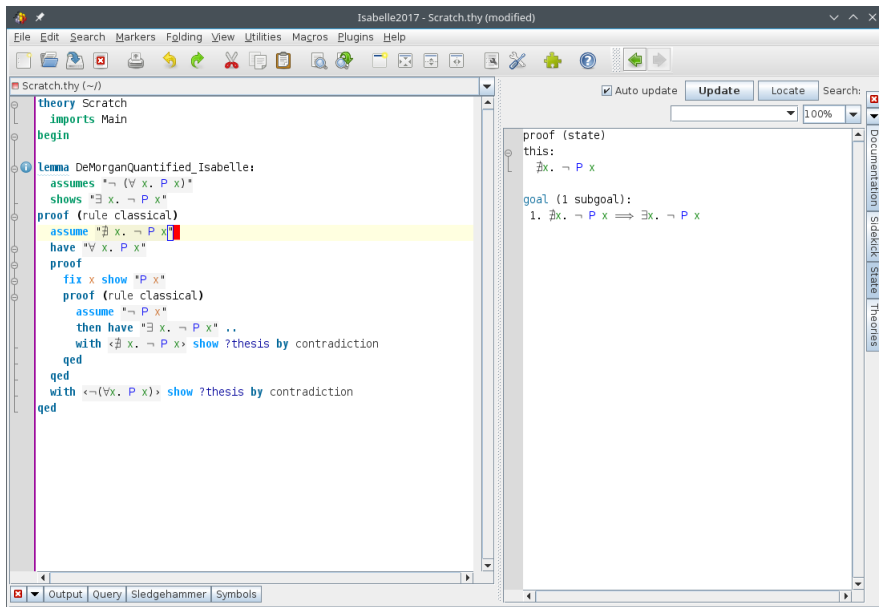 Isabelle2017 - Scratch.thy (modified)
File Edit Search Markers Folding View Utilities Macros Plugins Help
Scratch.thy (~/)
theory Scratch
imports Main
begin
lemma DeMorganQuantified_Isabelle:
assumes "¬ (∀ x. P x)"
shows "∃ x. ¬ P x"
proof (rule classical)
assume "∄ x. ¬ P x"
have "∀ x. P x"
proof
fix x show "P x"
proof (rule classical)
assume "¬ P x"
then have "∃ x. ¬ P x" ..
with ‹∄ x. ¬ P x› show ?thesis by contradiction
qed
qed
with ‹¬(∀x. P x)› show ?thesis by contradiction
qed
Output Query Sledgehammer Symbols
Auto update Update Locate Search:
100%
proof (state)
this:
∄x. ¬ P x
goal (1 subgoal):
1. ∄x. ¬ P x ⟹ ∃x. ¬ P x
Documentation
Sidekick
State
Theories